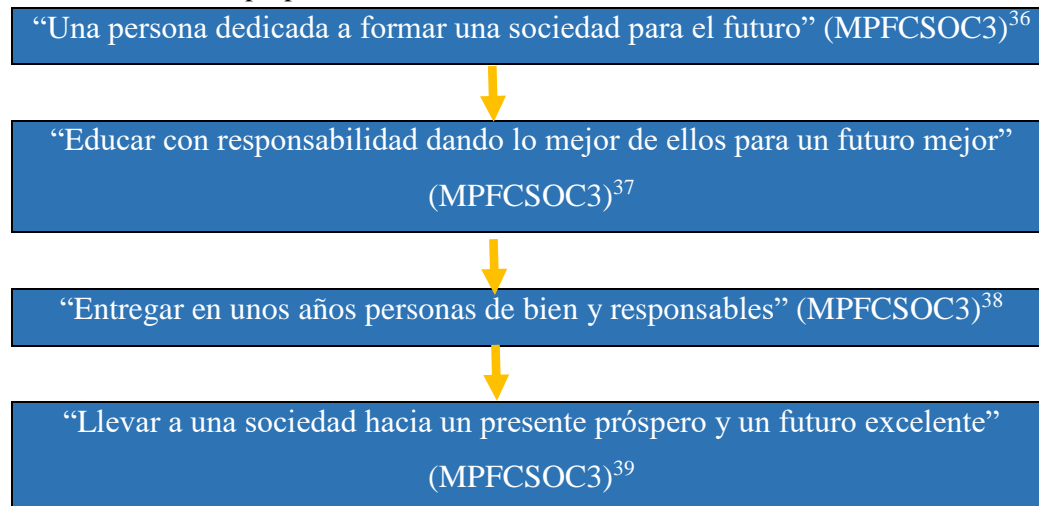 “Una persona dedicada a formar una sociedad para el futuro” (MPFCSOC3)³⁶
“Educar con responsabilidad dando lo mejor de ellos para un futuro mejor”
(MPFCSOC3)³⁷
“Entregar en unos años personas de bien y responsables” (MPFCSOC3)³⁸
“Llevar a una sociedad hacia un presente próspero y un futuro excelente”
(MPFCSOC3)³⁹